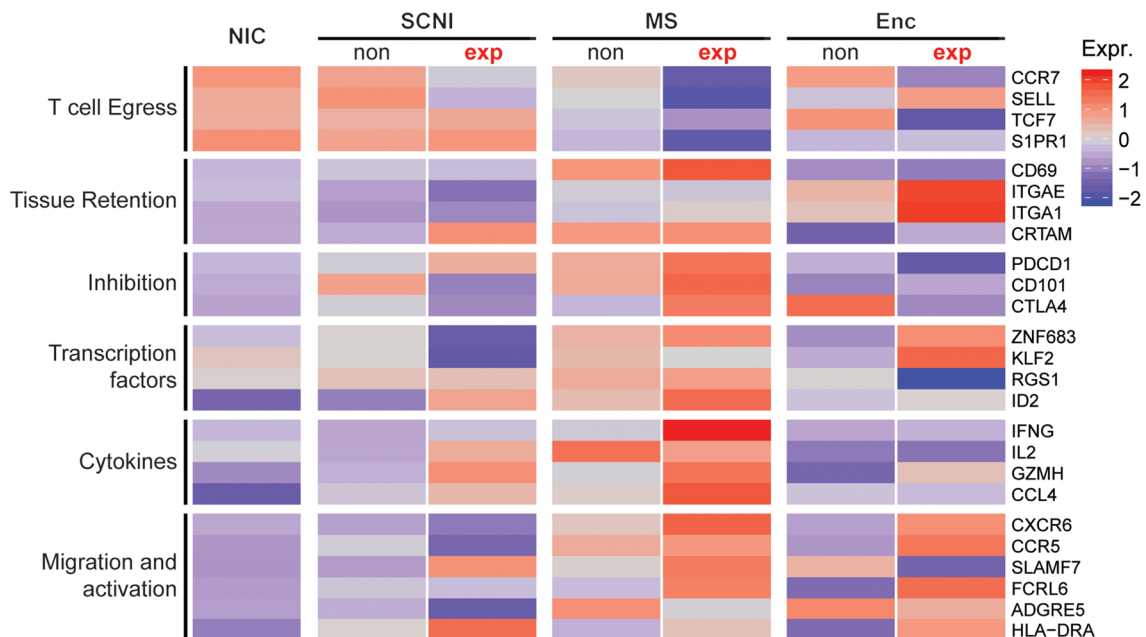 NIC SCNI MS Enc
non exp non exp non exp
Expr.
2
1
0
−1
−2
T cell Egress
CCR7
SELL
TCF7
S1PR1
Tissue Retention
CD69
ITGAE
ITGA1
CRTAM
Inhibition
PDCD1
CD101
CTLA4
Transcription
factors
ZNF683
KLF2
RGS1
ID2
Cytokines
IFNG
IL2
GZMH
CCL4
Migration and
activation
CXCR6
CCR5
SLAMF7
FCRL6
ADGRE5
HLA−DRA